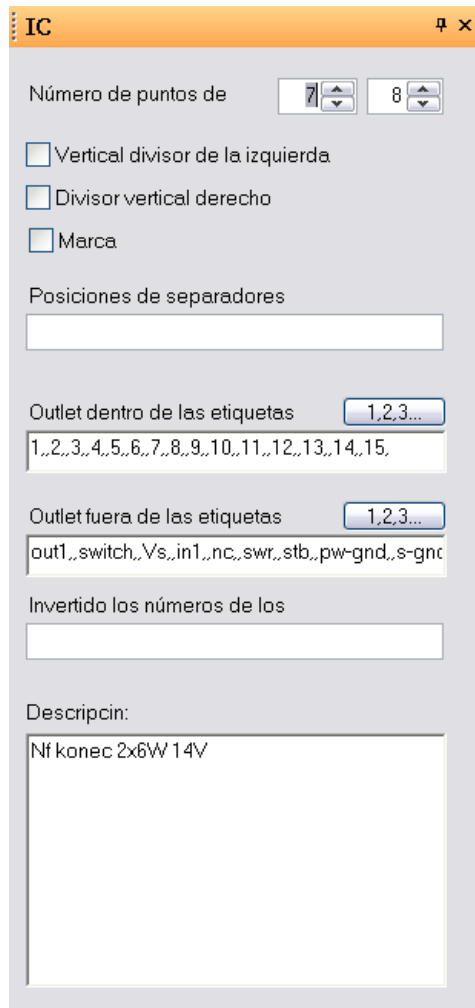 IC
Número de puntos de 7 8
Vertical divisor de la izquierda
Divisor vertical derecho
Marca
Posiciones de separadores
Outlet dentro de las etiquetas 1,2,3...
1,,2,,3,,4,,5,,6,,7,,8,,9,,10,,11,,12,,13,,14,,15,
Outlet fuera de las etiquetas 1,2,3...
out1,,switch,,Vs,,in1,,nc,,swr,,stb,,pw-gnd,,s-gnd
Invertido los números de los
Descripcin:
Nf konec 2x6W 14V